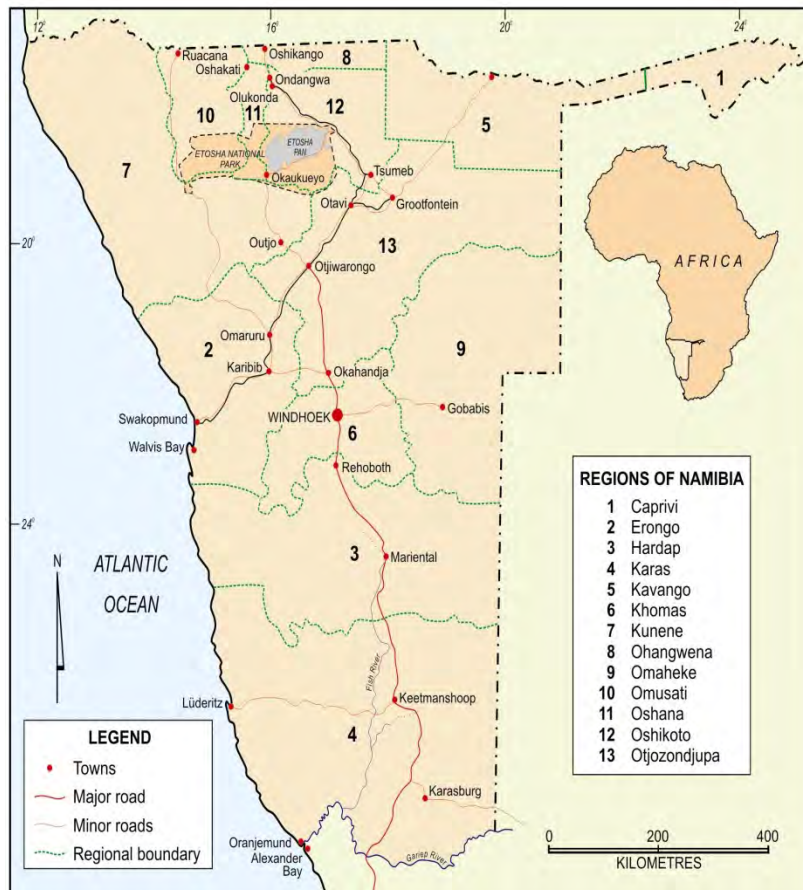 12°
16°
20°
24°
Ruacana
Oshikango
Oshakati
8
Ondangwa
Olukonda
1
10
11
12
5
ETOSHA
PAN
ETOSHA NATIONAL
PARK
7
Okaukueyo
Tsumeb
Otavi
Grootfontein
20°
Outjo
13
Otjiwarongo
AFRICA
Omaruru
2
9
Karibib
Okahandja
Swakopmund
WINDHOEK
Gobabis
Walvis Bay
6
Rehoboth
24°
N
ATLANTIC
OCEAN
3
Mariental
Fish River
Keetmanshoop
Lüderitz
4
Karasburg
Oranjemund
Alexander
Bay
Gariep River
REGIONS OF NAMIBIA
1 Caprivi
2 Erongo
3 Hardap
4 Karas
5 Kavango
6 Khomas
7 Kunene
8 Ohangwena
9 Omaheke
10 Omusati
11 Oshana
12 Oshikoto
13 Otjozondjupa
LEGEND
Towns
Major road
Minor roads
Regional boundary
0 200 400
KILOMETRES